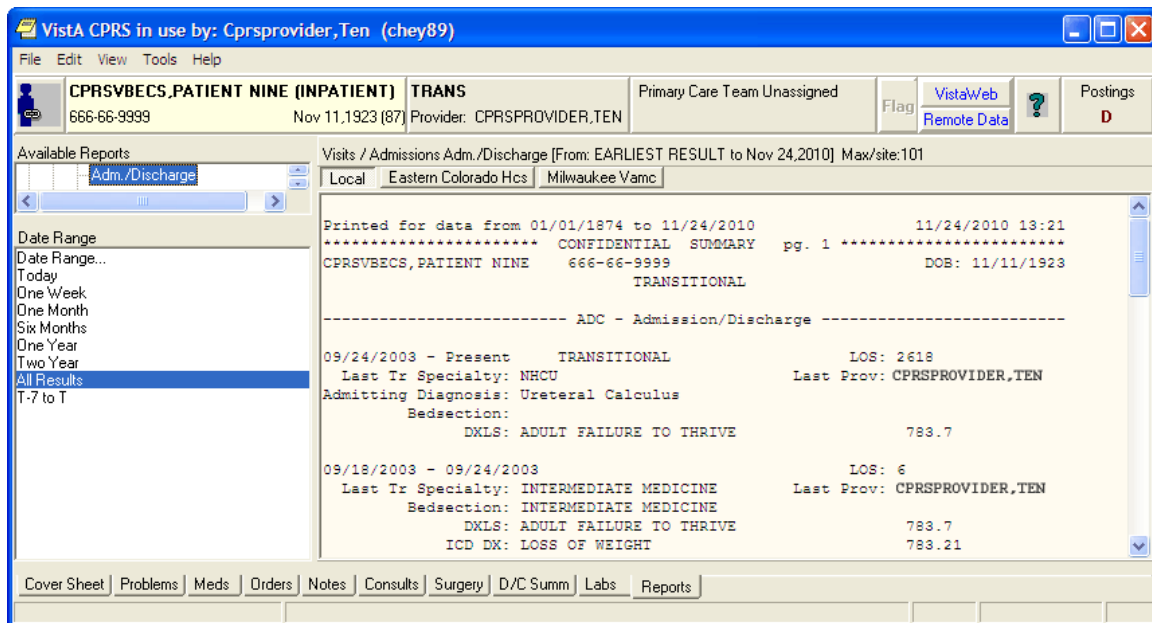 VistA CPRS in use by: Cprsprovider,Ten (chey89)
File Edit View Tools Help
CPRSVBECS,PATIENT NINE (INPATIENT) TRANS Primary Care Team Unassigned Flag VistaWeb ? Postings
666-66-9999 Nov 11,1923 (87) Provider: CPRSPROVIDER,TEN Remote Data D
Available Reports
Adm./Discharge
Date Range
Date Range...
Today
One Week
One Month
Six Months
One Year
Two Year
All Results
T-7 to T
Visits / Admissions Adm./Discharge [From: EARLIEST RESULT to Nov 24,2010] Max/site:101
Local Eastern Colorado Hcs Milwaukee Vamc
Printed for data from 01/01/1874 to 11/24/2010 11/24/2010 13:21
*********************** CONFIDENTIAL SUMMARY pg. 1 ************************
CPRSVBECS,PATIENT NINE 666-66-9999 DOB: 11/11/1923
TRANSITIONAL
-------------------------- ADC - Admission/Discharge --------------------------
09/24/2003 - Present TRANSITIONAL LOS: 2618
Last Tr Specialty: NHCU Last Prov: CPRSPROVIDER,TEN
Admitting Diagnosis: Ureteral Calculus
Bedsection:
DXLS: ADULT FAILURE TO THRIVE 783.7
09/18/2003 - 09/24/2003 LOS: 6
Last Tr Specialty: INTERMEDIATE MEDICINE Last Prov: CPRSPROVIDER,TEN
Bedsection: INTERMEDIATE MEDICINE
DXLS: ADULT FAILURE TO THRIVE 783.7
ICD DX: LOSS OF WEIGHT 783.21
Cover Sheet Problems Meds Orders Notes Consults Surgery D/C Summ Labs Reports